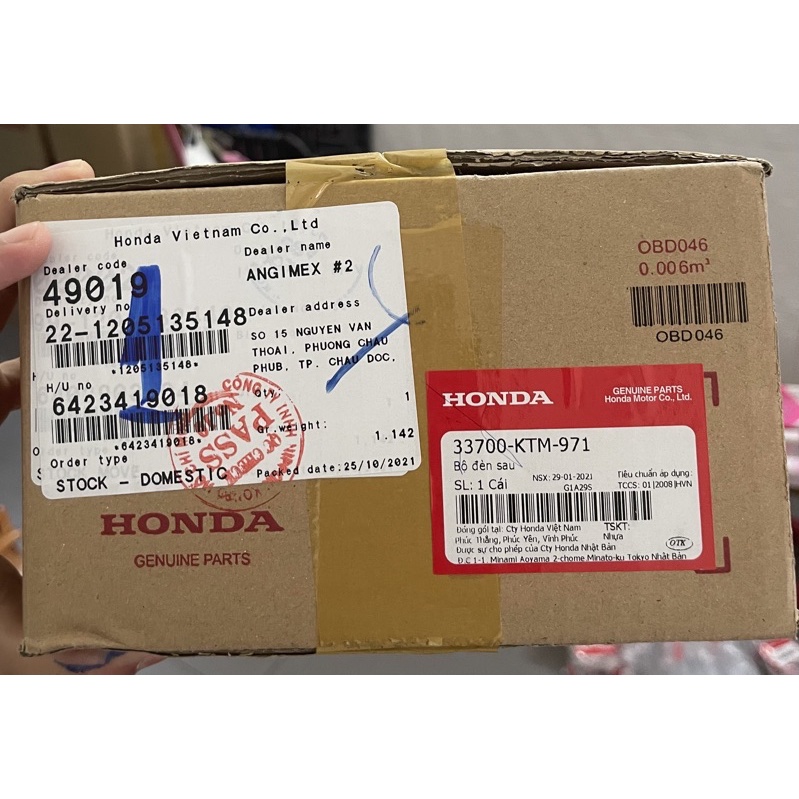 Honda Vietnam Co.,Ltd
Dealer code
49019
Dealer name
ANGIMEX #2
Delivery no
22-1205135148
*1205135148*
Dealer address
SO 15 NGUYEN VAN
THOAI, PHUONG CHAU
PHUB, TP. CHAU DOC,
H/U no
6423419018
*6423419018*
Qty
1
Gr.weight:
1.142
Order type
STOCK - DOMESTIC
Packed date:25/10/2021
CÔNG TY TNHH
PASS
HONDA
GENUINE PARTS
OBD046
0.006m³
OBD046
HONDA
GENUINE PARTS
Honda Motor Co., Ltd.
33700-KTM-971
Bộ đèn sau
SL: 1 Cái
NSX: 29-01-2021
G1A29S
Tiêu chuẩn áp dụng:
TCCS: 01|2008|HVN
Đóng gói tại: Cty Honda Việt Nam
Phúc Thắng, Phúc Yên, Vĩnh Phúc
TSKT:
Nhựa
Được sự cho phép của Cty Honda Nhật Bản
Đ.C 1-1, Minami Aoyama 2-chome Minato-ku Tokyo Nhật Bản
OTK